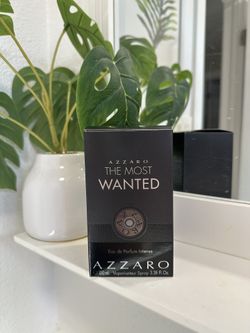 AZZARO
THE MOST
WANTED
Eau de Parfum Intense
AZZARO
100ml Vaporisateur Spray 3.38 Fl. Oz.